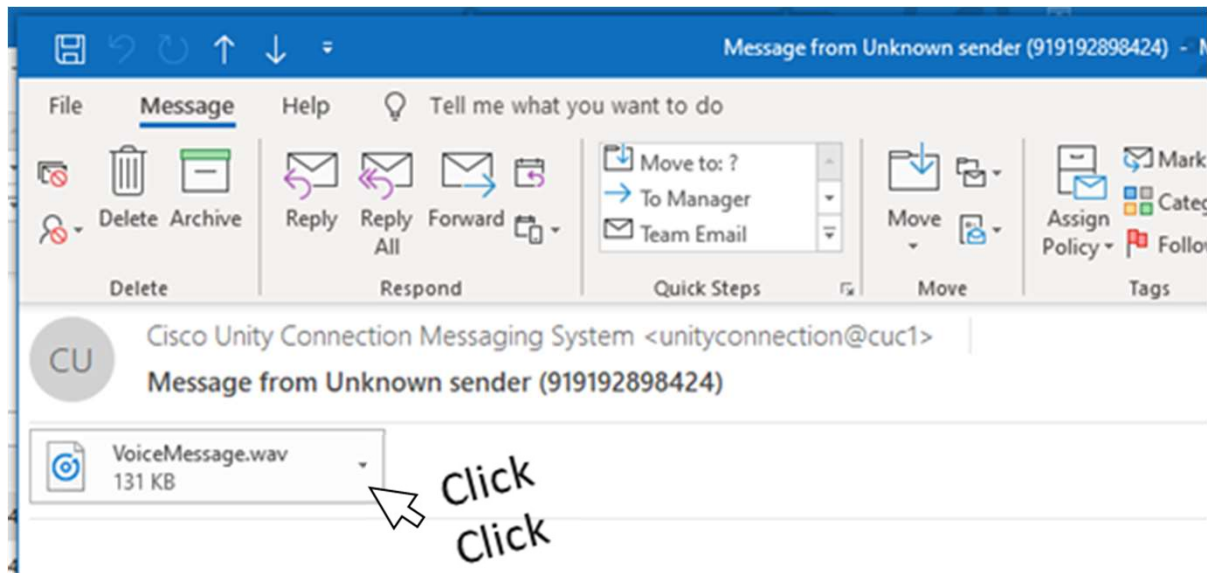 Message from Unknown sender (919192898424) -
File Message Help Tell me what you want to do
Delete Archive
Reply Reply All Forward
Move to: ?
To Manager
Team Email
Move
Assign Policy
Mark
Categ
Follow
Delete Respond Quick Steps Move Tags
CU
Cisco Unity Connection Messaging System <unityconnection@cuc1>
Message from Unknown sender (919192898424)
VoiceMessage.wav
131 KB
Click
Click